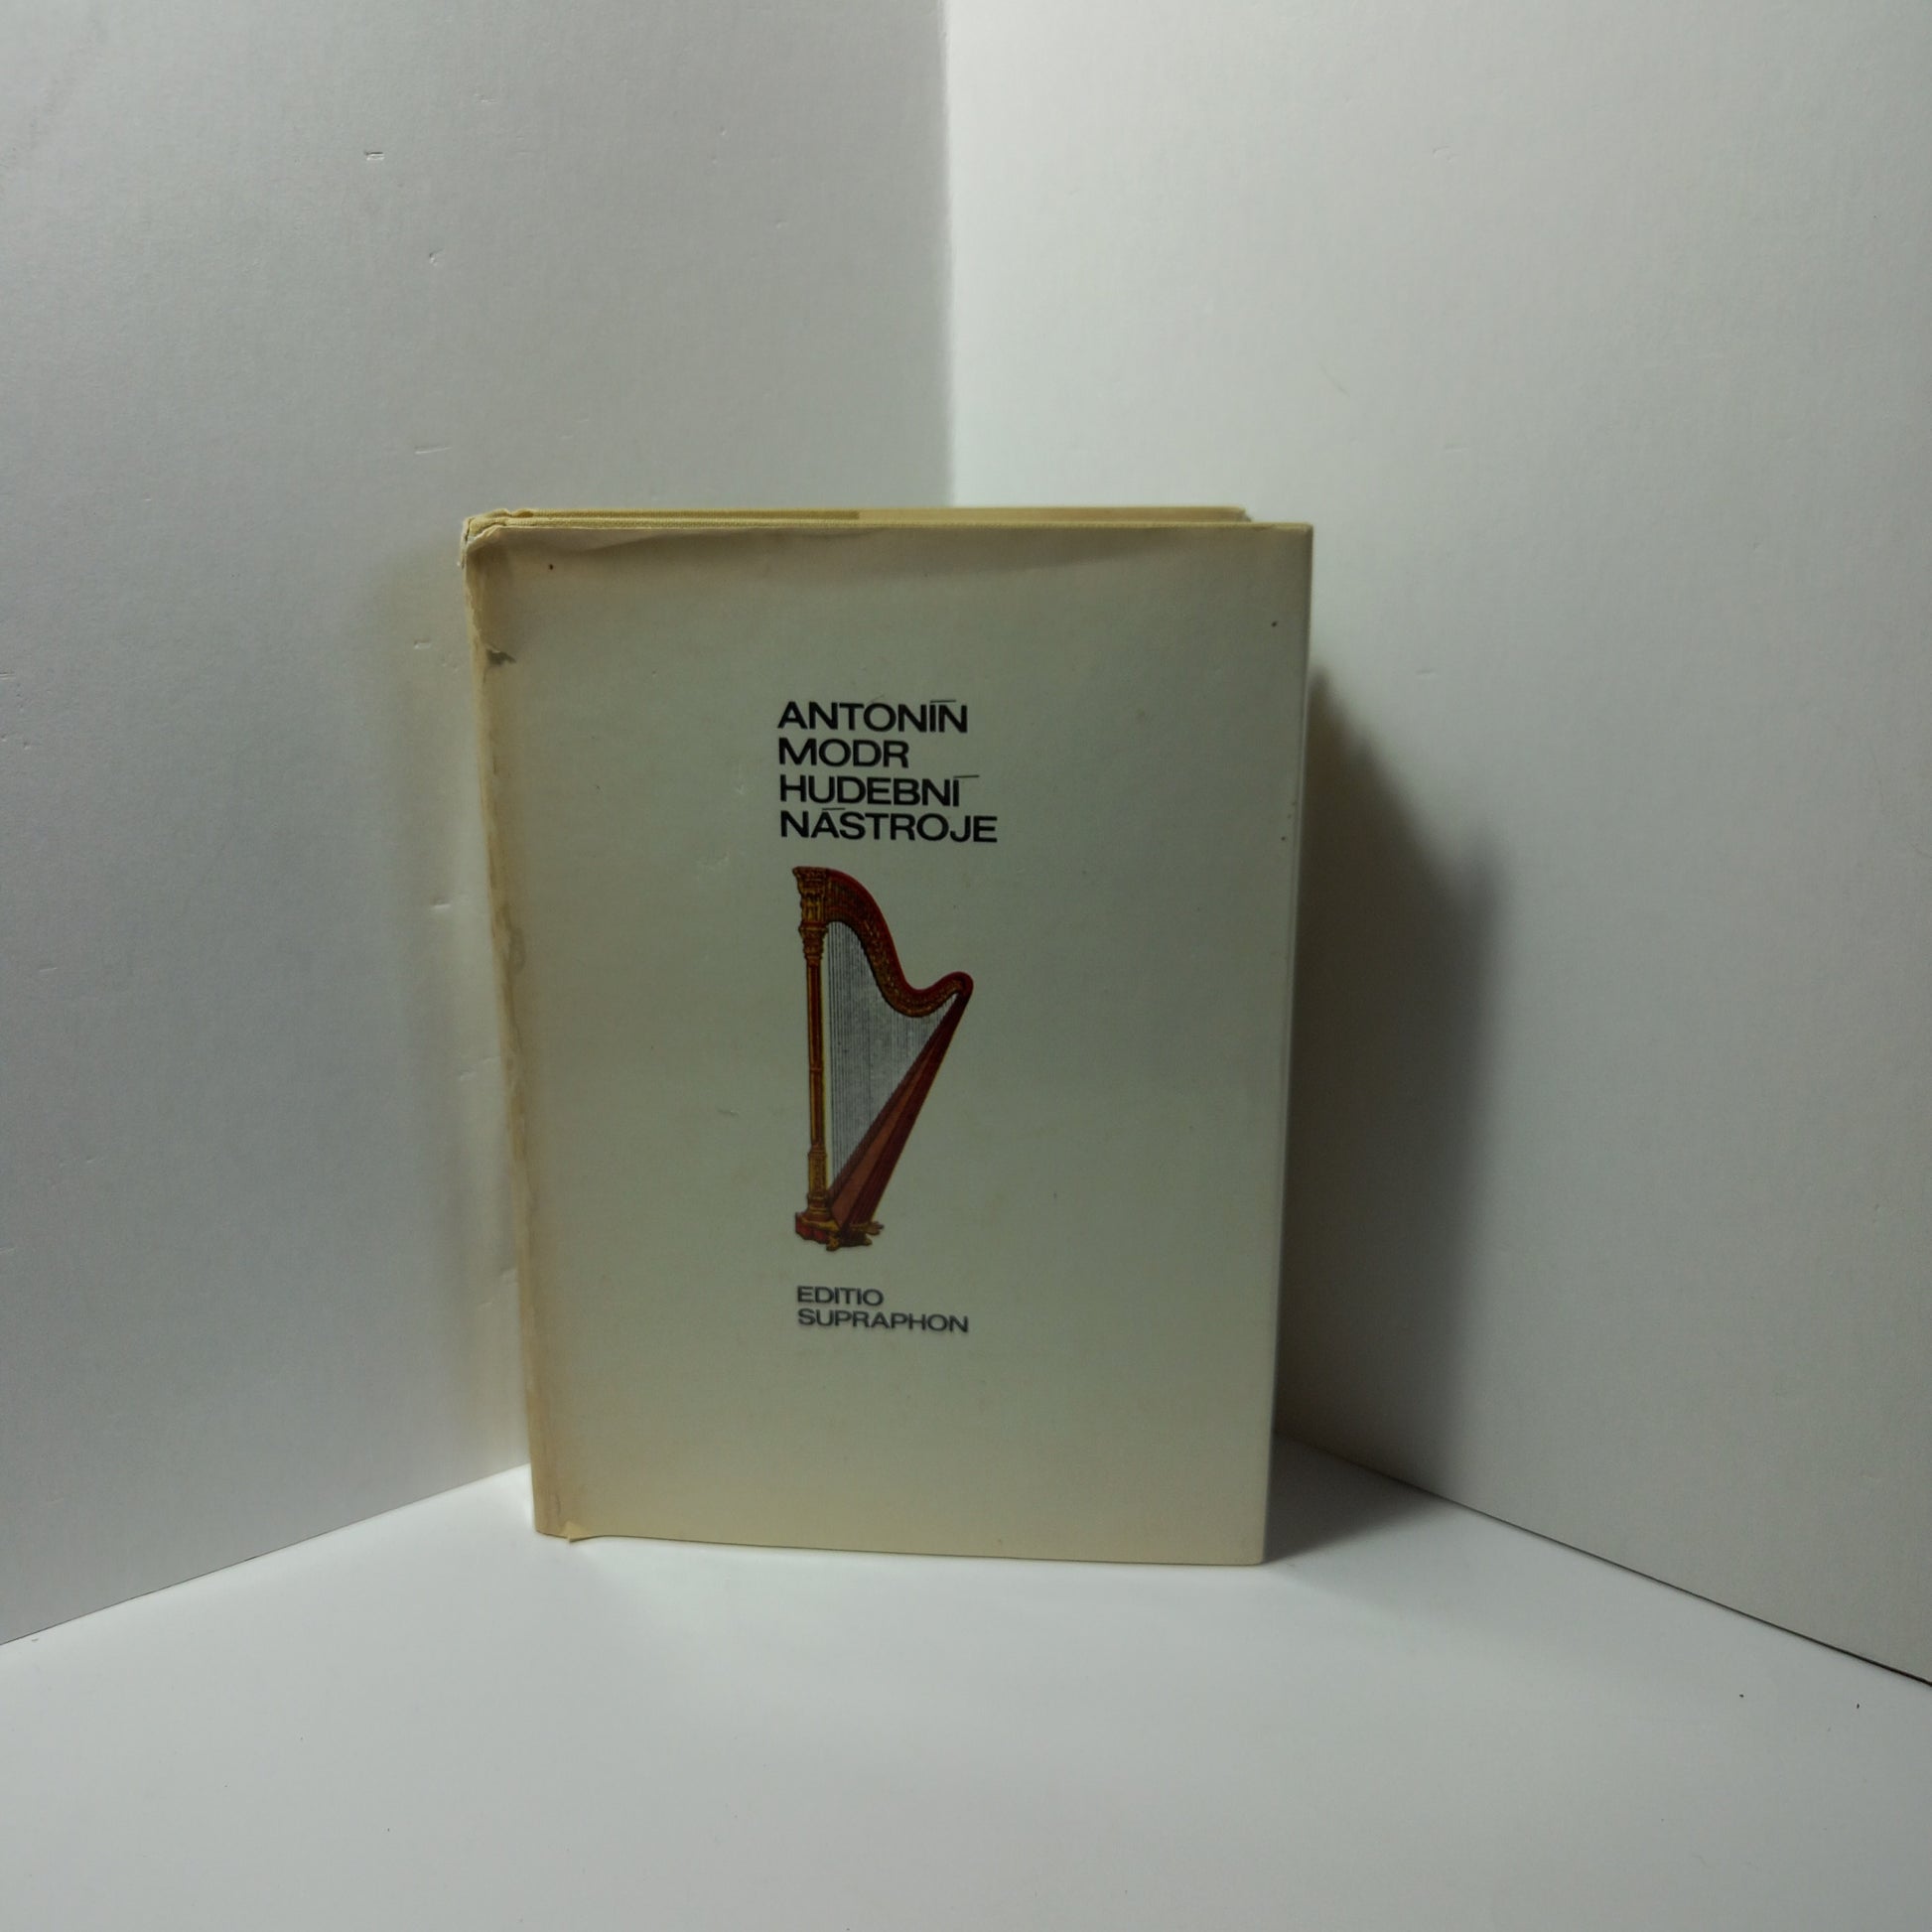 ANTONÍN
MODR
HUDEBNÍ
NÁSTROJE
EDITIO
SUPRAPHON